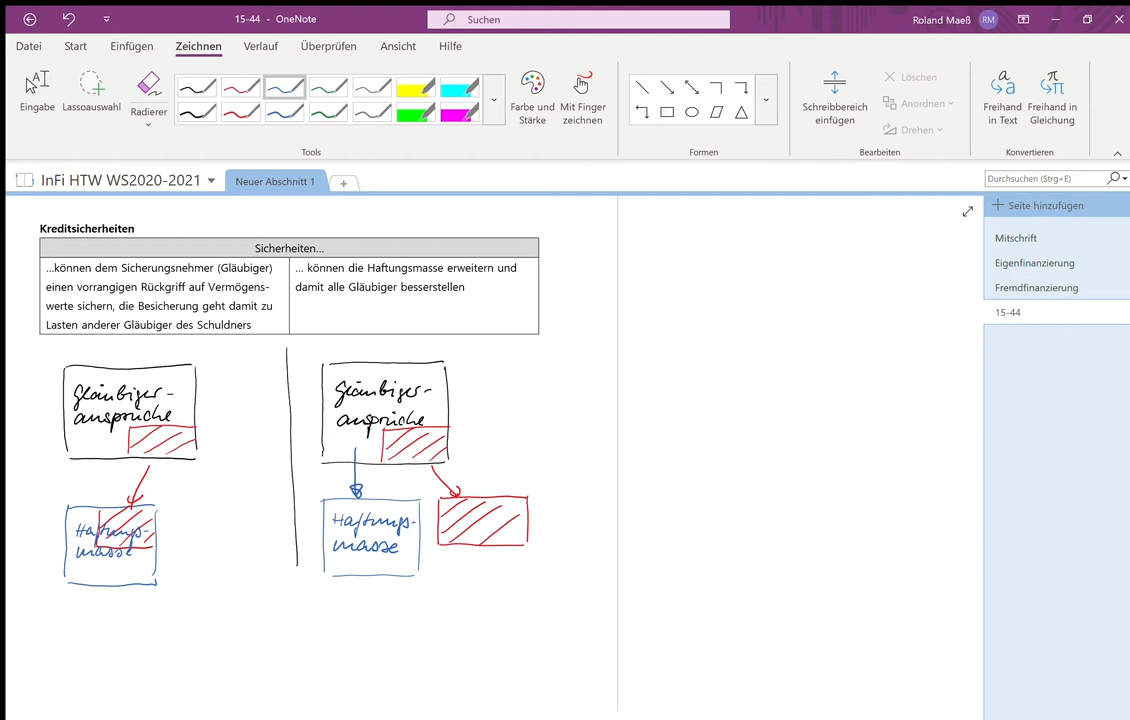 15-44 - OneNote
Suchen
Roland Maeß
RM
Datei Start Einfügen Zeichnen Verlauf Überprüfen Ansicht Hilfe
Eingabe
Lassoauswahl
Radierer
Farbe und
Stärke
Mit Finger
zeichnen
Schreibbereich
einfügen
Löschen
Anordnen
Drehen
Freihand
in Text
Freihand in
Gleichung
Tools
Formen
Bearbeiten
Konvertieren
InFi HTW WS2020-2021
Neuer Abschnitt 1
Durchsuchen (Strg+E)
Seite hinzufügen
Mitschrift
Eigenfinanzierung
Fremdfinanzierung
15-44
Kreditsicherheiten
Sicherheiten...
...können dem Sicherungsnehmer (Gläubiger)
einen vorrangigen Rückgriff auf Vermögens-
werte sichern, die Besicherung geht damit zu
Lasten anderer Gläubiger des Schuldners
... können die Haftungsmasse erweitern und
damit alle Gläubiger besserstellen
Gläubiger-
ansprüche
Haftungs-
masse
Gläubiger-
ansprüche
Haftungs-
masse